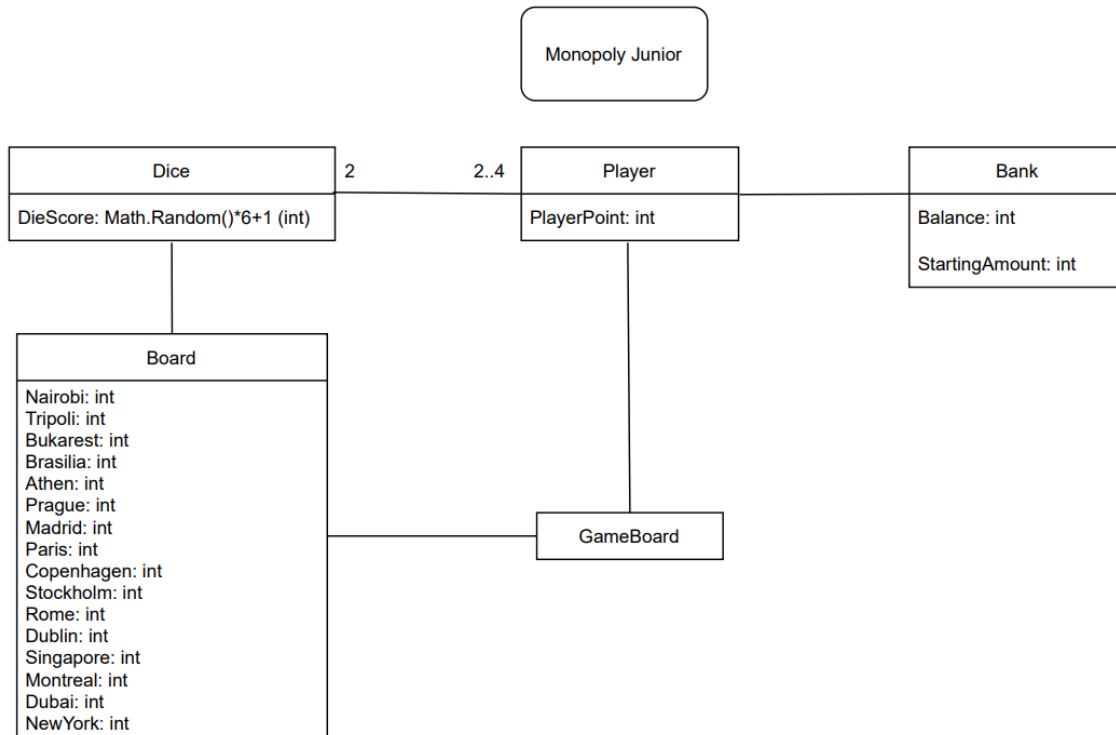 Monopoly Junior
Dice
2
2..4
Player
Bank
DieScore: Math.Random()*6+1 (int)
PlayerPoint: int
Balance: int
StartingAmount: int
Board
Nairobi: int
Tripoli: int
Bukarest: int
Brasilia: int
Athen: int
Prague: int
Madrid: int
Paris: int
Copenhagen: int
Stockholm: int
Rome: int
Dublin: int
Singapore: int
Montreal: int
Dubai: int
NewYork: int
GameBoard